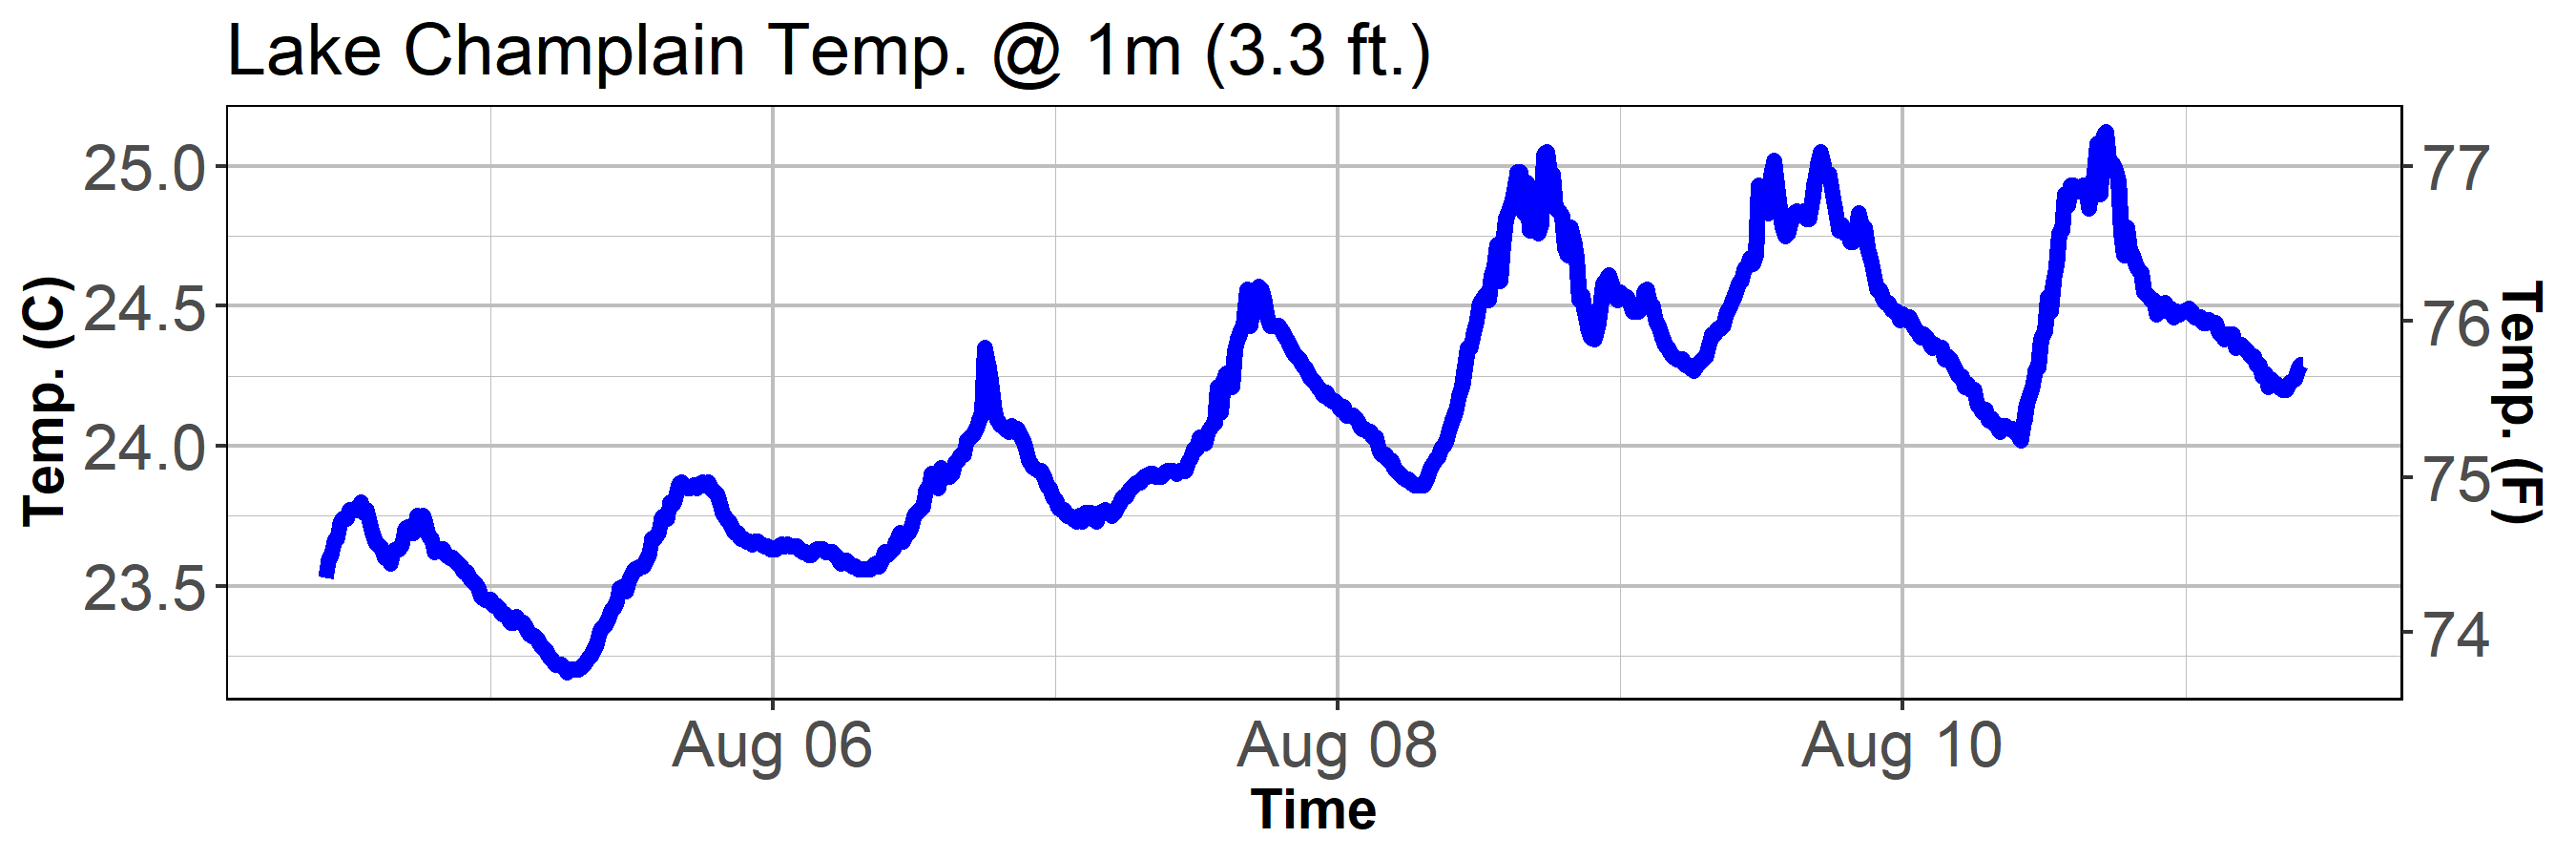 Lake Champlain Temp. @ 1m (3.3 ft.)
Temp. (C)
25.0
24.5
24.0
23.5
77
76
75
74
Temp. (F)
Aug 06
Aug 08
Aug 10
Time